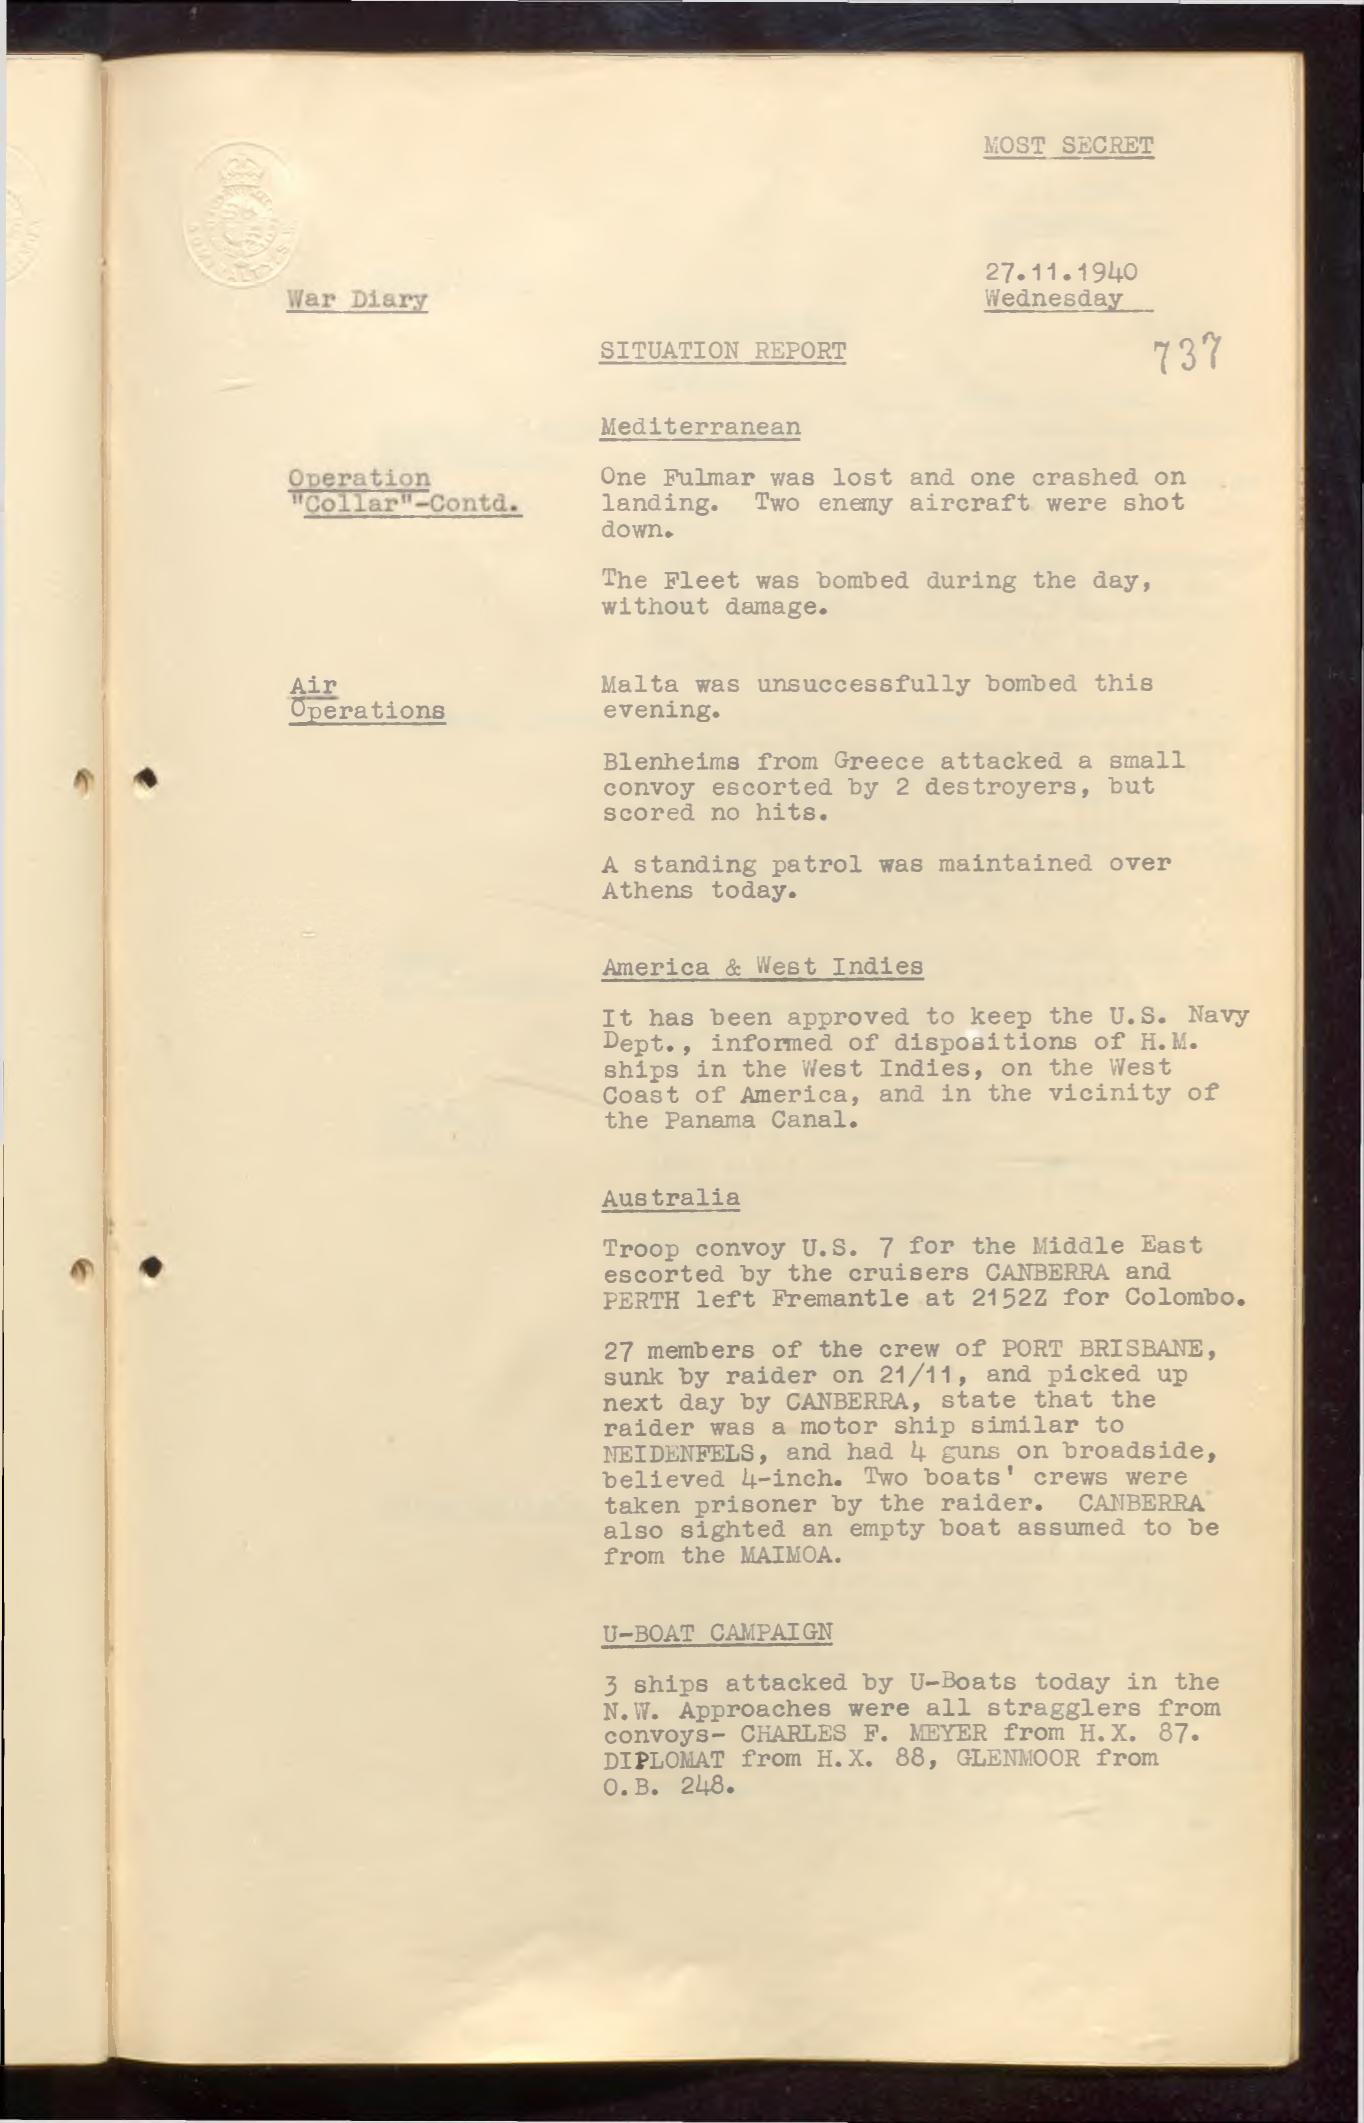 MOST SECRET
27.11.1940
War Diary
Wednesday
SITUATION REPORT
737
Mediterranean
Operation
"Collar"-Contd.
One Fulmar was lost and one crashed on
landing. Two enemy aircraft were shot
down.
The Fleet was bombed during the day,
without damage.
Air
Operations
Malta was unsuccessfully bombed this
evening.
Blenheims from Greece attacked a small
convoy escorted by 2 destroyers, but
scored no hits.
A standing patrol was maintained over
Athens today.
America & West Indies
It has been approved to keep the U.S. Navy
Dept., informed of dispositions of H.M.
ships in the West Indies, on the West
Coast of America, and in the vicinity of
the Panama Canal.
Australia
Troop convoy U.S. 7 for the Middle East
escorted by the cruisers CANBERRA and
PERTH left Fremantle at 2152Z for Colombo.
27 members of the crew of PORT BRISBANE,
sunk by raider on 21/11, and picked up
next day by CANBERRA, state that the
raider was a motor ship similar to
NEIDENFELS, and had 4 guns on broadside,
believed 4-inch. Two boats' crews were
taken prisoner by the raider. CANBERRA
also sighted an empty boat assumed to be
from the MAIMOA.
U-BOAT CAMPAIGN
3 ships attacked by U-Boats today in the
N.W. Approaches were all stragglers from
convoys- CHARLES F. MEYER from H.X. 87.
DIPLOMAT from H.X. 88, GLENMOOR from
O.B. 248.